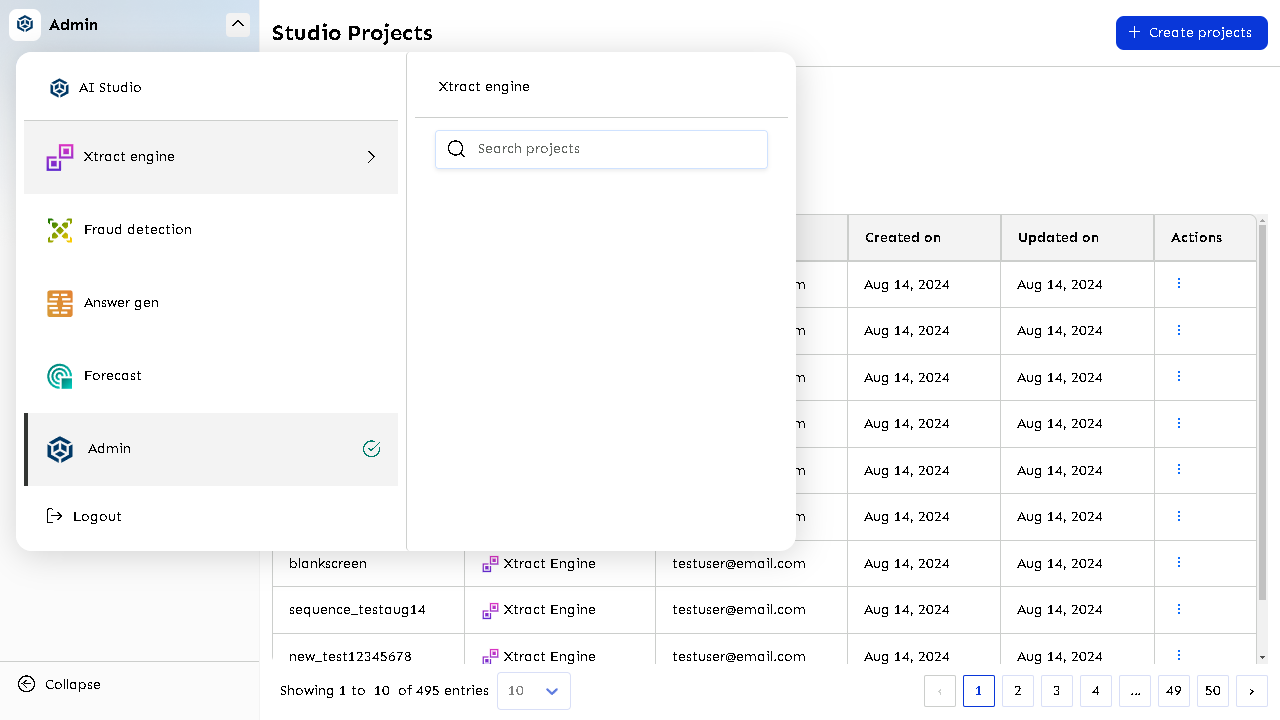 Admin
Studio Projects
Create projects
AI Studio
Xtract engine
Fraud detection
Answer gen
Forecast
Admin
Logout
Xtract engine
Search projects
Created on Updated on Actions
m Aug 14, 2024 Aug 14, 2024
m Aug 14, 2024 Aug 14, 2024
m Aug 14, 2024 Aug 14, 2024
m Aug 14, 2024 Aug 14, 2024
m Aug 14, 2024 Aug 14, 2024
m Aug 14, 2024 Aug 14, 2024
blankscreen Xtract Engine testuser@email.com Aug 14, 2024 Aug 14, 2024
sequence_testaug14 Xtract Engine testuser@email.com Aug 14, 2024 Aug 14, 2024
new_test12345678 Xtract Engine testuser@email.com Aug 14, 2024 Aug 14, 2024
Collapse
Showing 1 to 10 of 495 entries 10
‹ 1 2 3 4 ... 49 50 ›